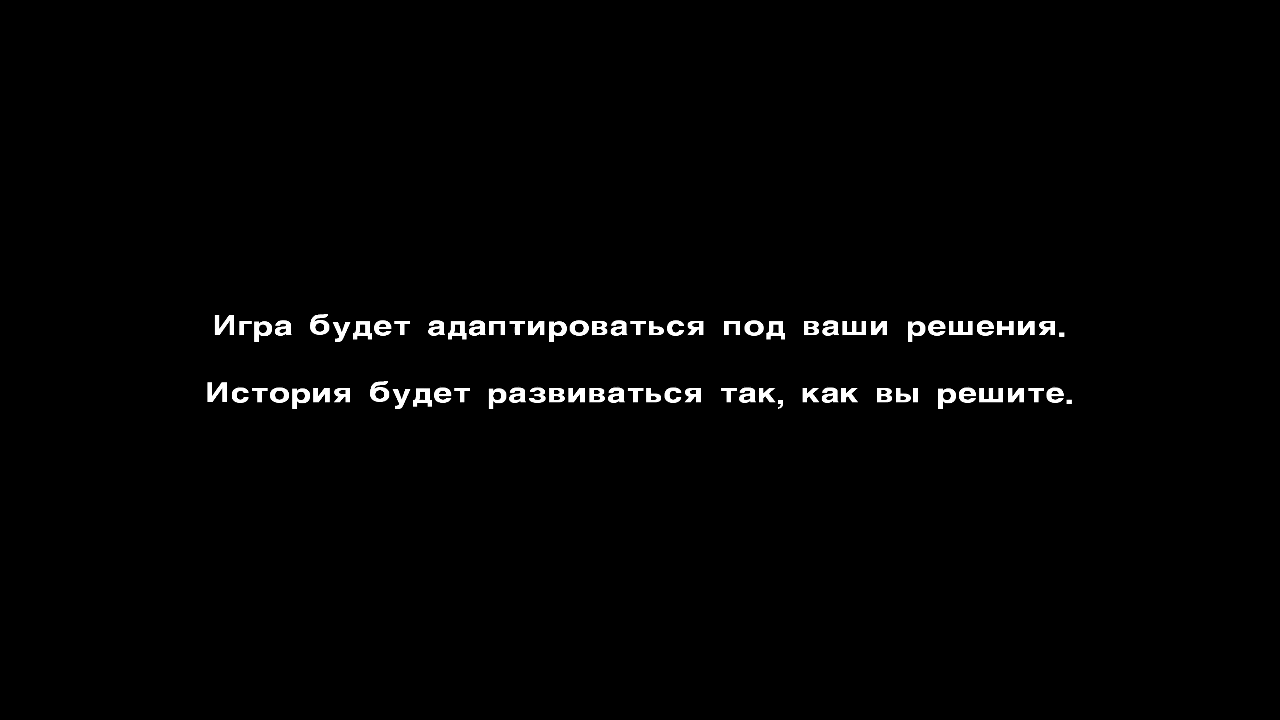 Игра будет адаптироваться под ваши решения.
История будет развиваться так, как вы решите.